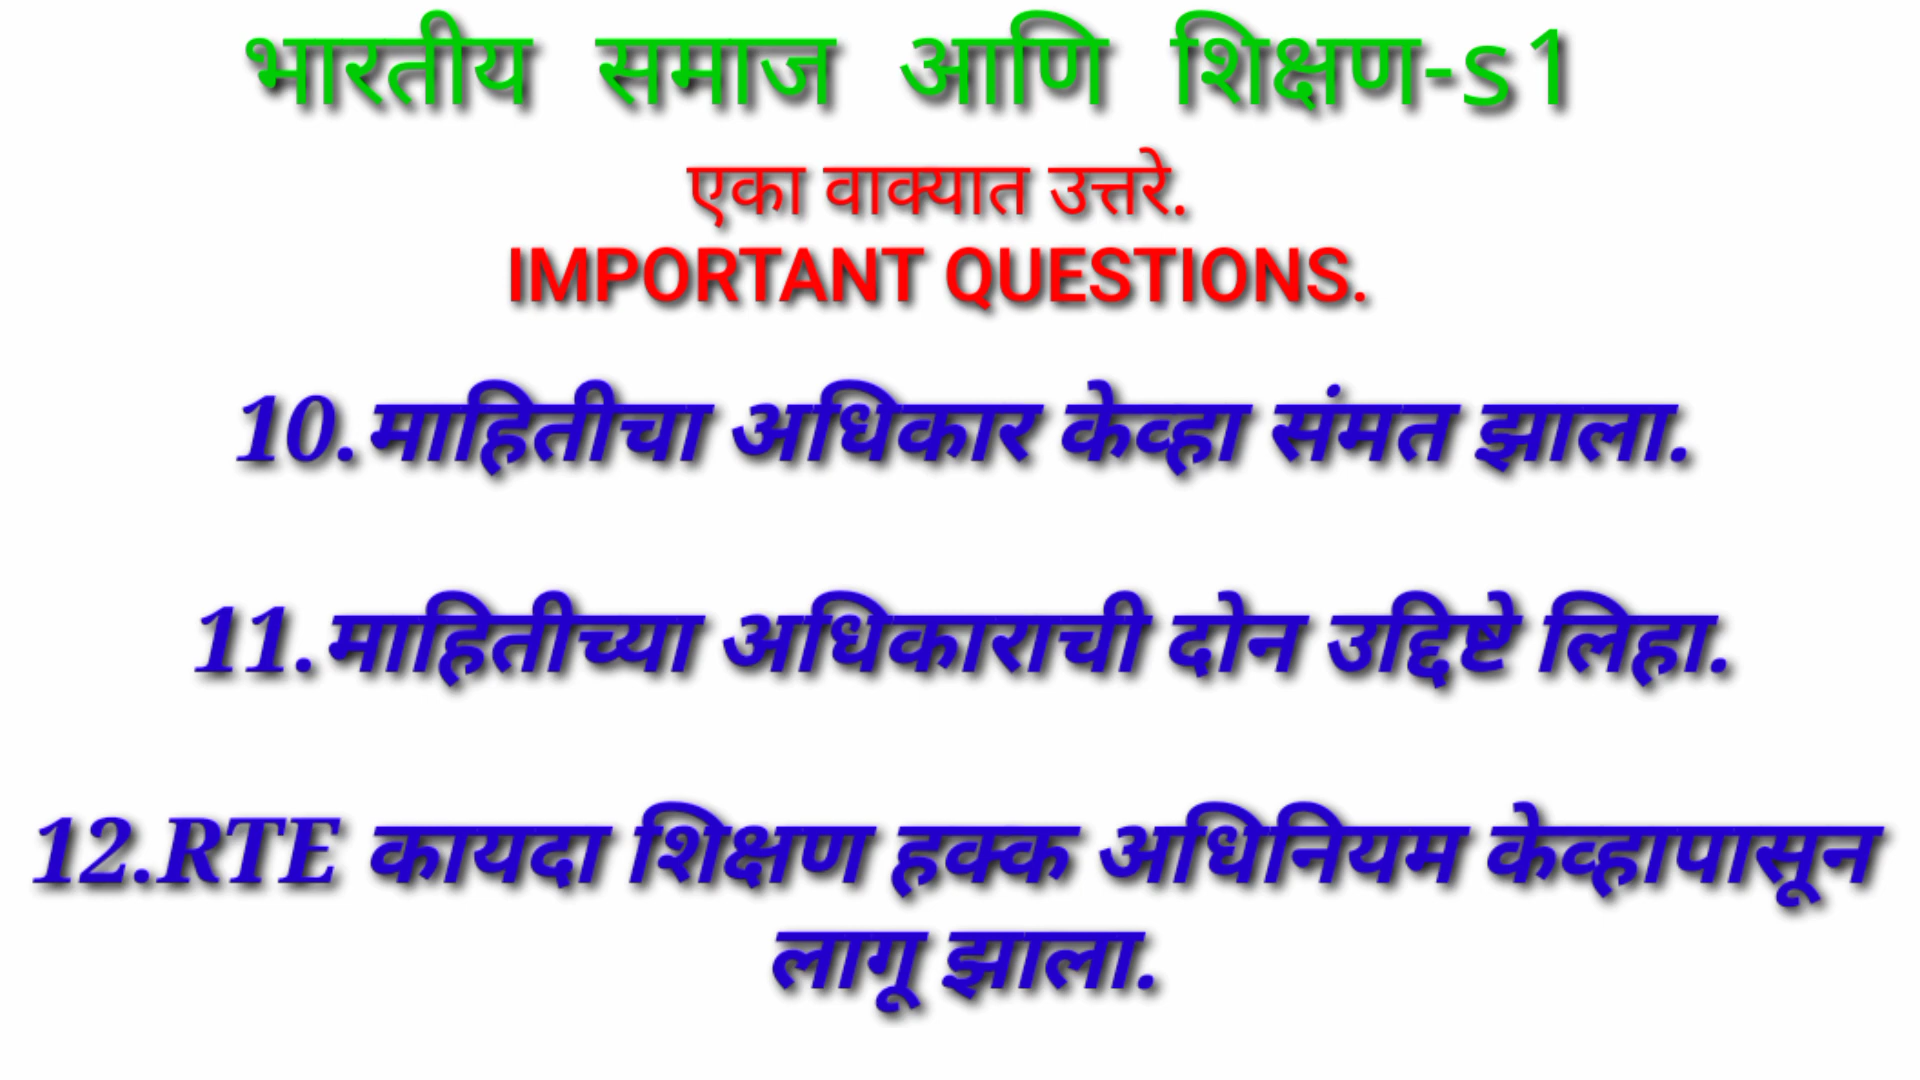 भारतीय समाज आणि शिक्षण-s1
एका वाक्यात उत्तरे.
IMPORTANT QUESTIONS.
10.माहितीचा अधिकार केव्हा संमत झाला.
11.माहितीच्या अधिकाराची दोन उद्दिष्टे लिहा.
12.RTE कायदा शिक्षण हक्क अधिनियम केव्हापासून
लागू झाला.